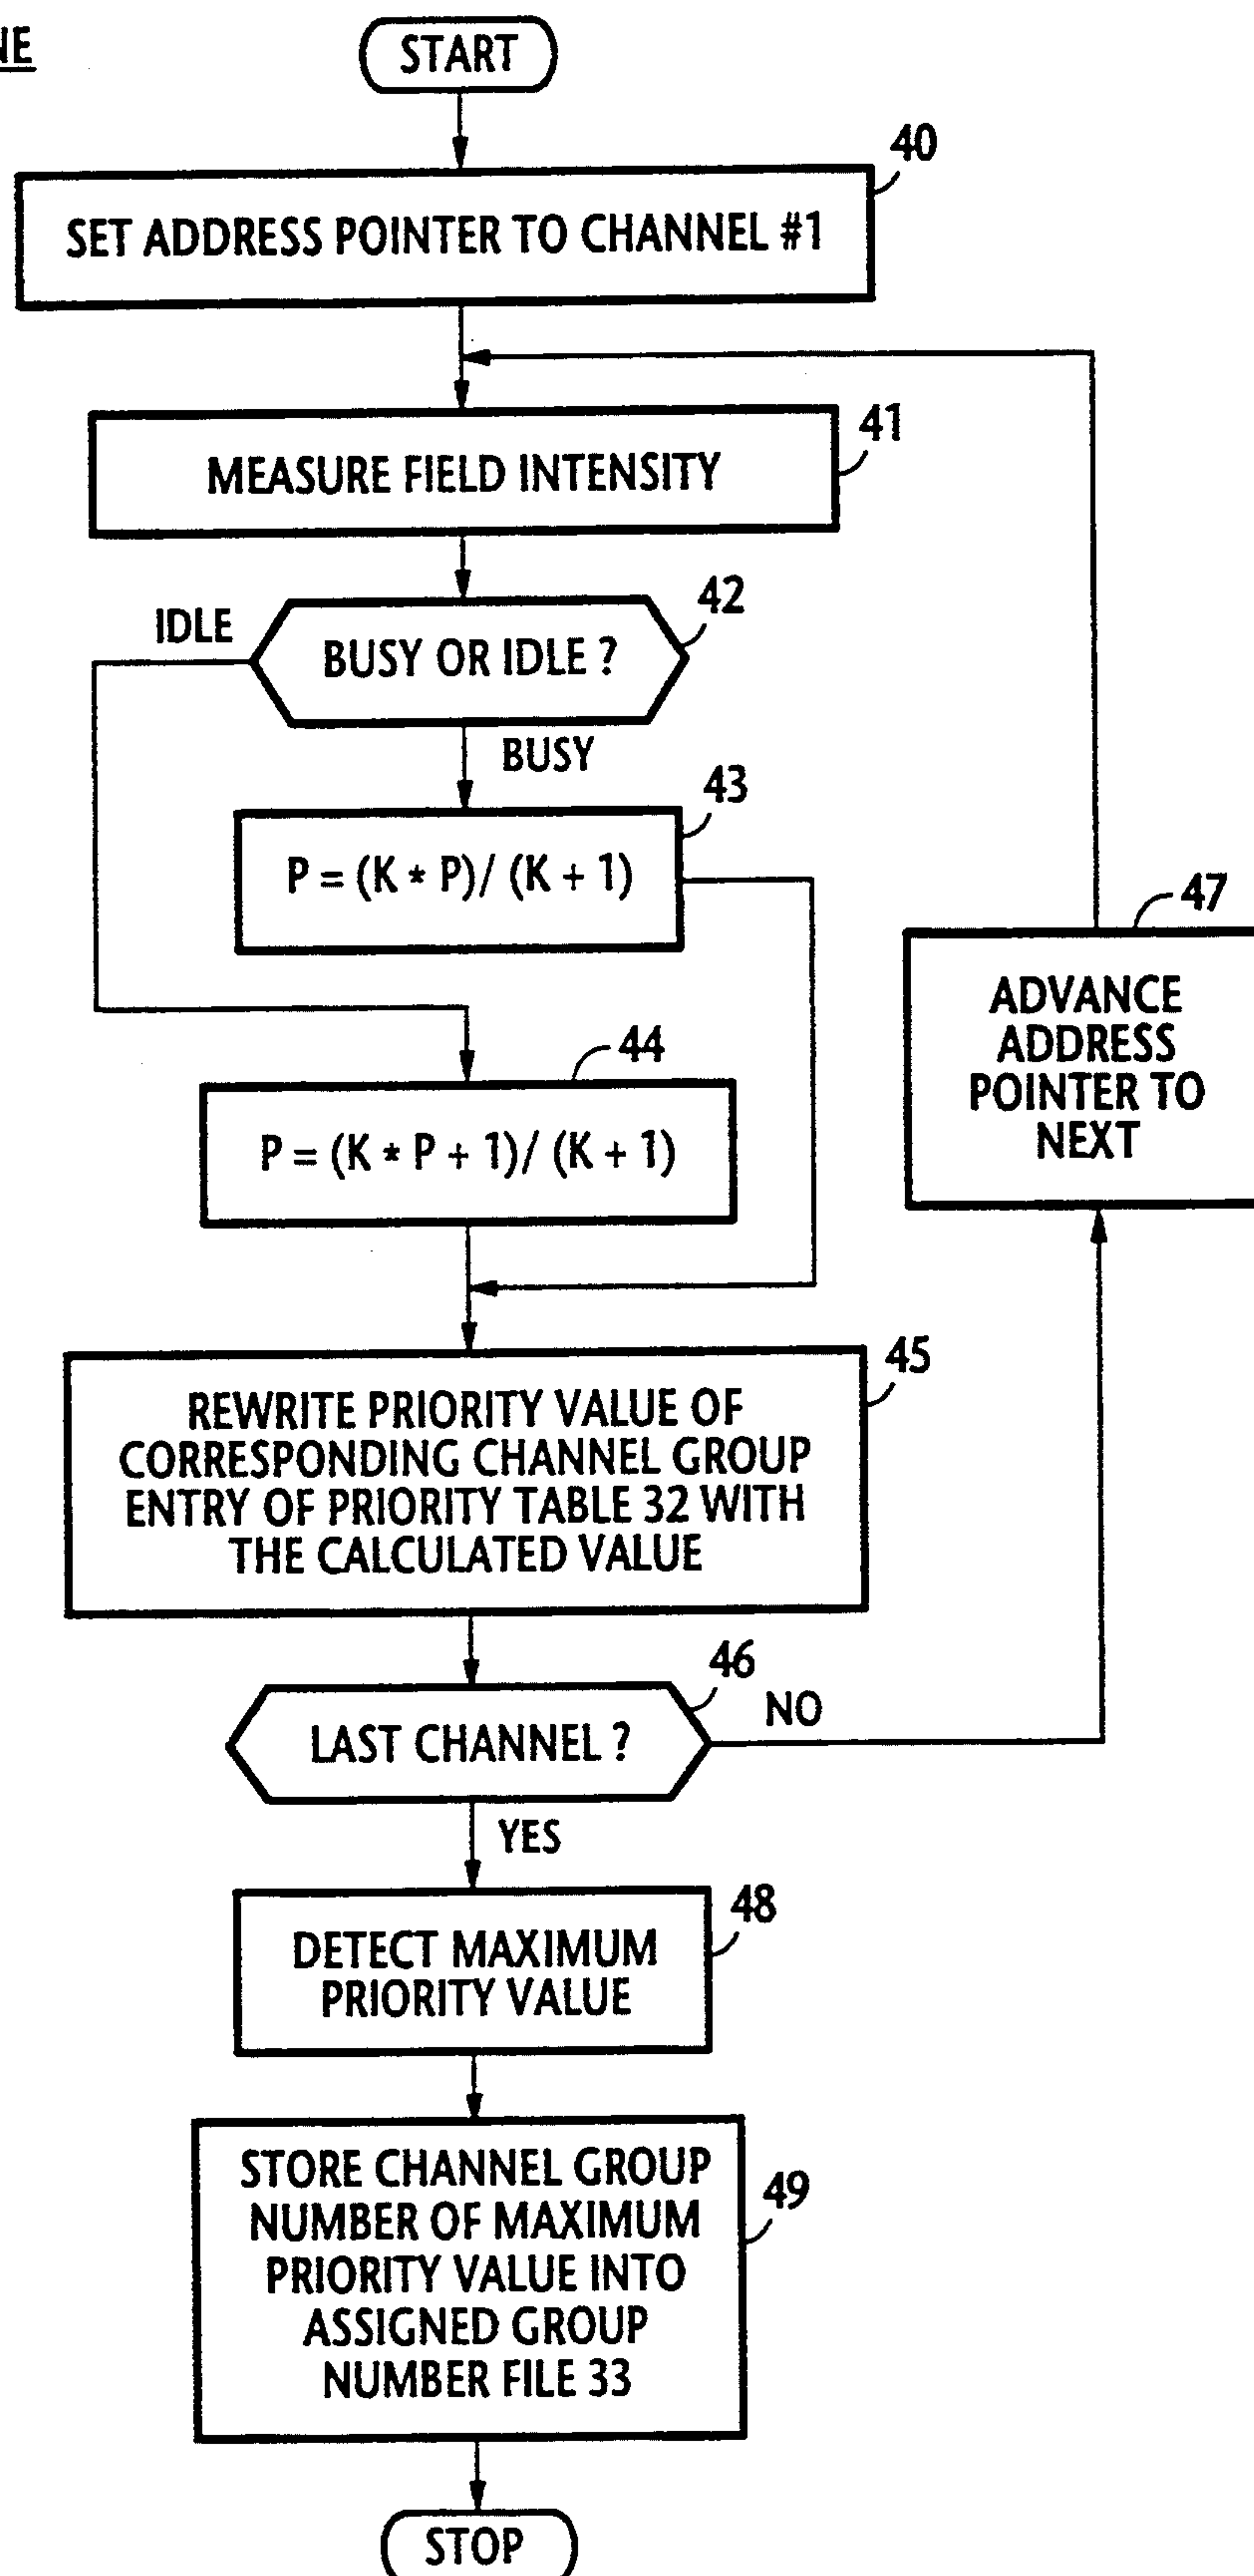 START
40
SET ADDRESS POINTER TO CHANNEL #1
41
MEASURE FIELD INTENSITY
42
IDLE
BUSY OR IDLE ?
BUSY
43
P = (K * P)/ (K + 1)
47
ADVANCE
ADDRESS
POINTER TO
NEXT
44
P = (K * P + 1)/ (K + 1)
45
REWRITE PRIORITY VALUE OF
CORRESPONDING CHANNEL GROUP
ENTRY OF PRIORITY TABLE 32 WITH
THE CALCULATED VALUE
46
LAST CHANNEL ?
NO
YES
48
DETECT MAXIMUM
PRIORITY VALUE
49
STORE CHANNEL GROUP
NUMBER OF MAXIMUM
PRIORITY VALUE INTO
ASSIGNED GROUP
NUMBER FILE 33
STOP